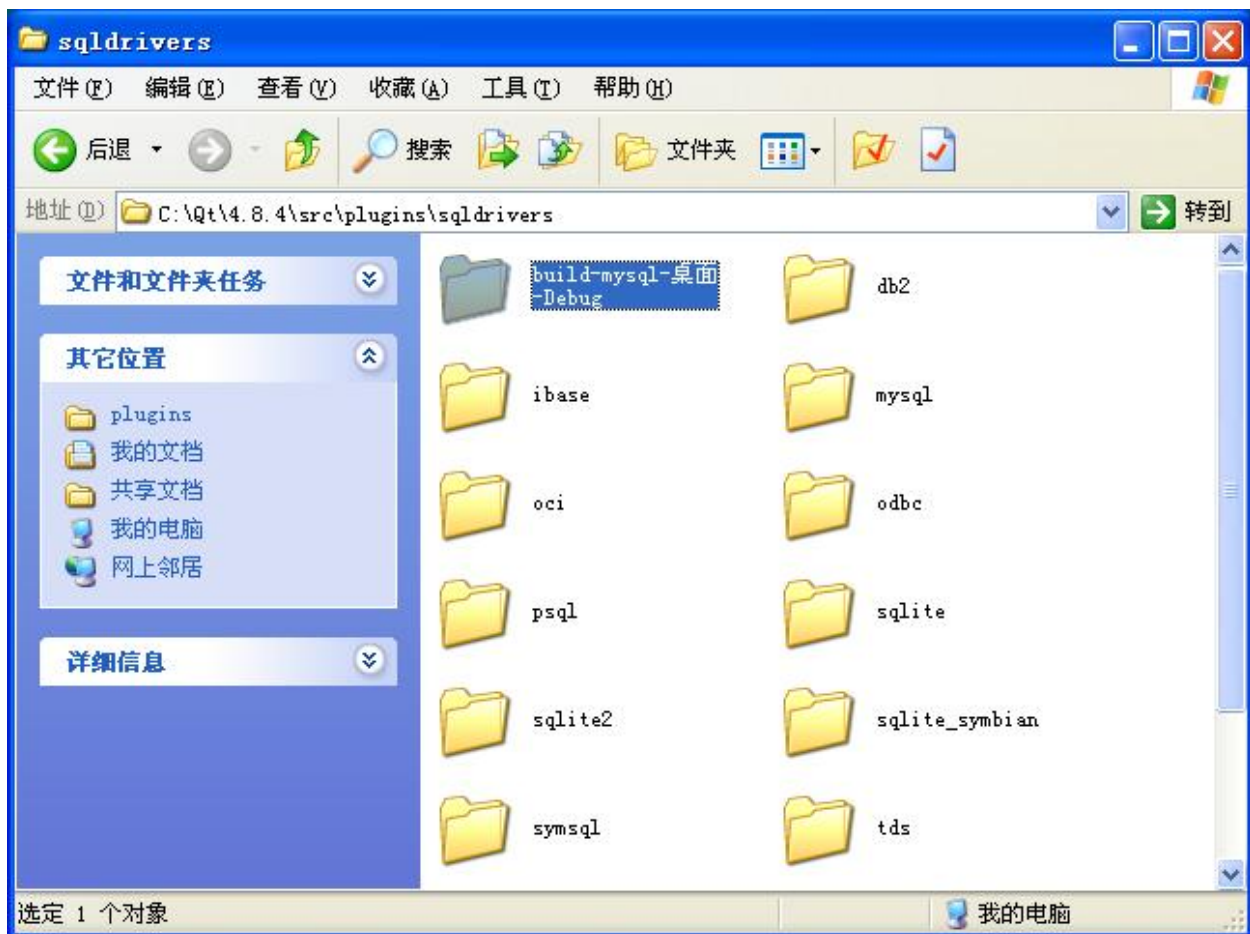 sqldrivers
文件(F) 编辑(E) 查看(V) 收藏(A) 工具(T) 帮助(H)
后退 搜索 文件夹
地址(D) C:\Qt\4.8.4\src\plugins\sqldrivers 转到
文件和文件夹任务
其它位置
plugins
我的文档
共享文档
我的电脑
网上邻居
详细信息
build-mysql-桌面
-Debug
db2
ibase
mysql
oci
odbc
psql
sqlite
sqlite2
sqlite_symbian
symsql
tds
选定 1 个对象 我的电脑